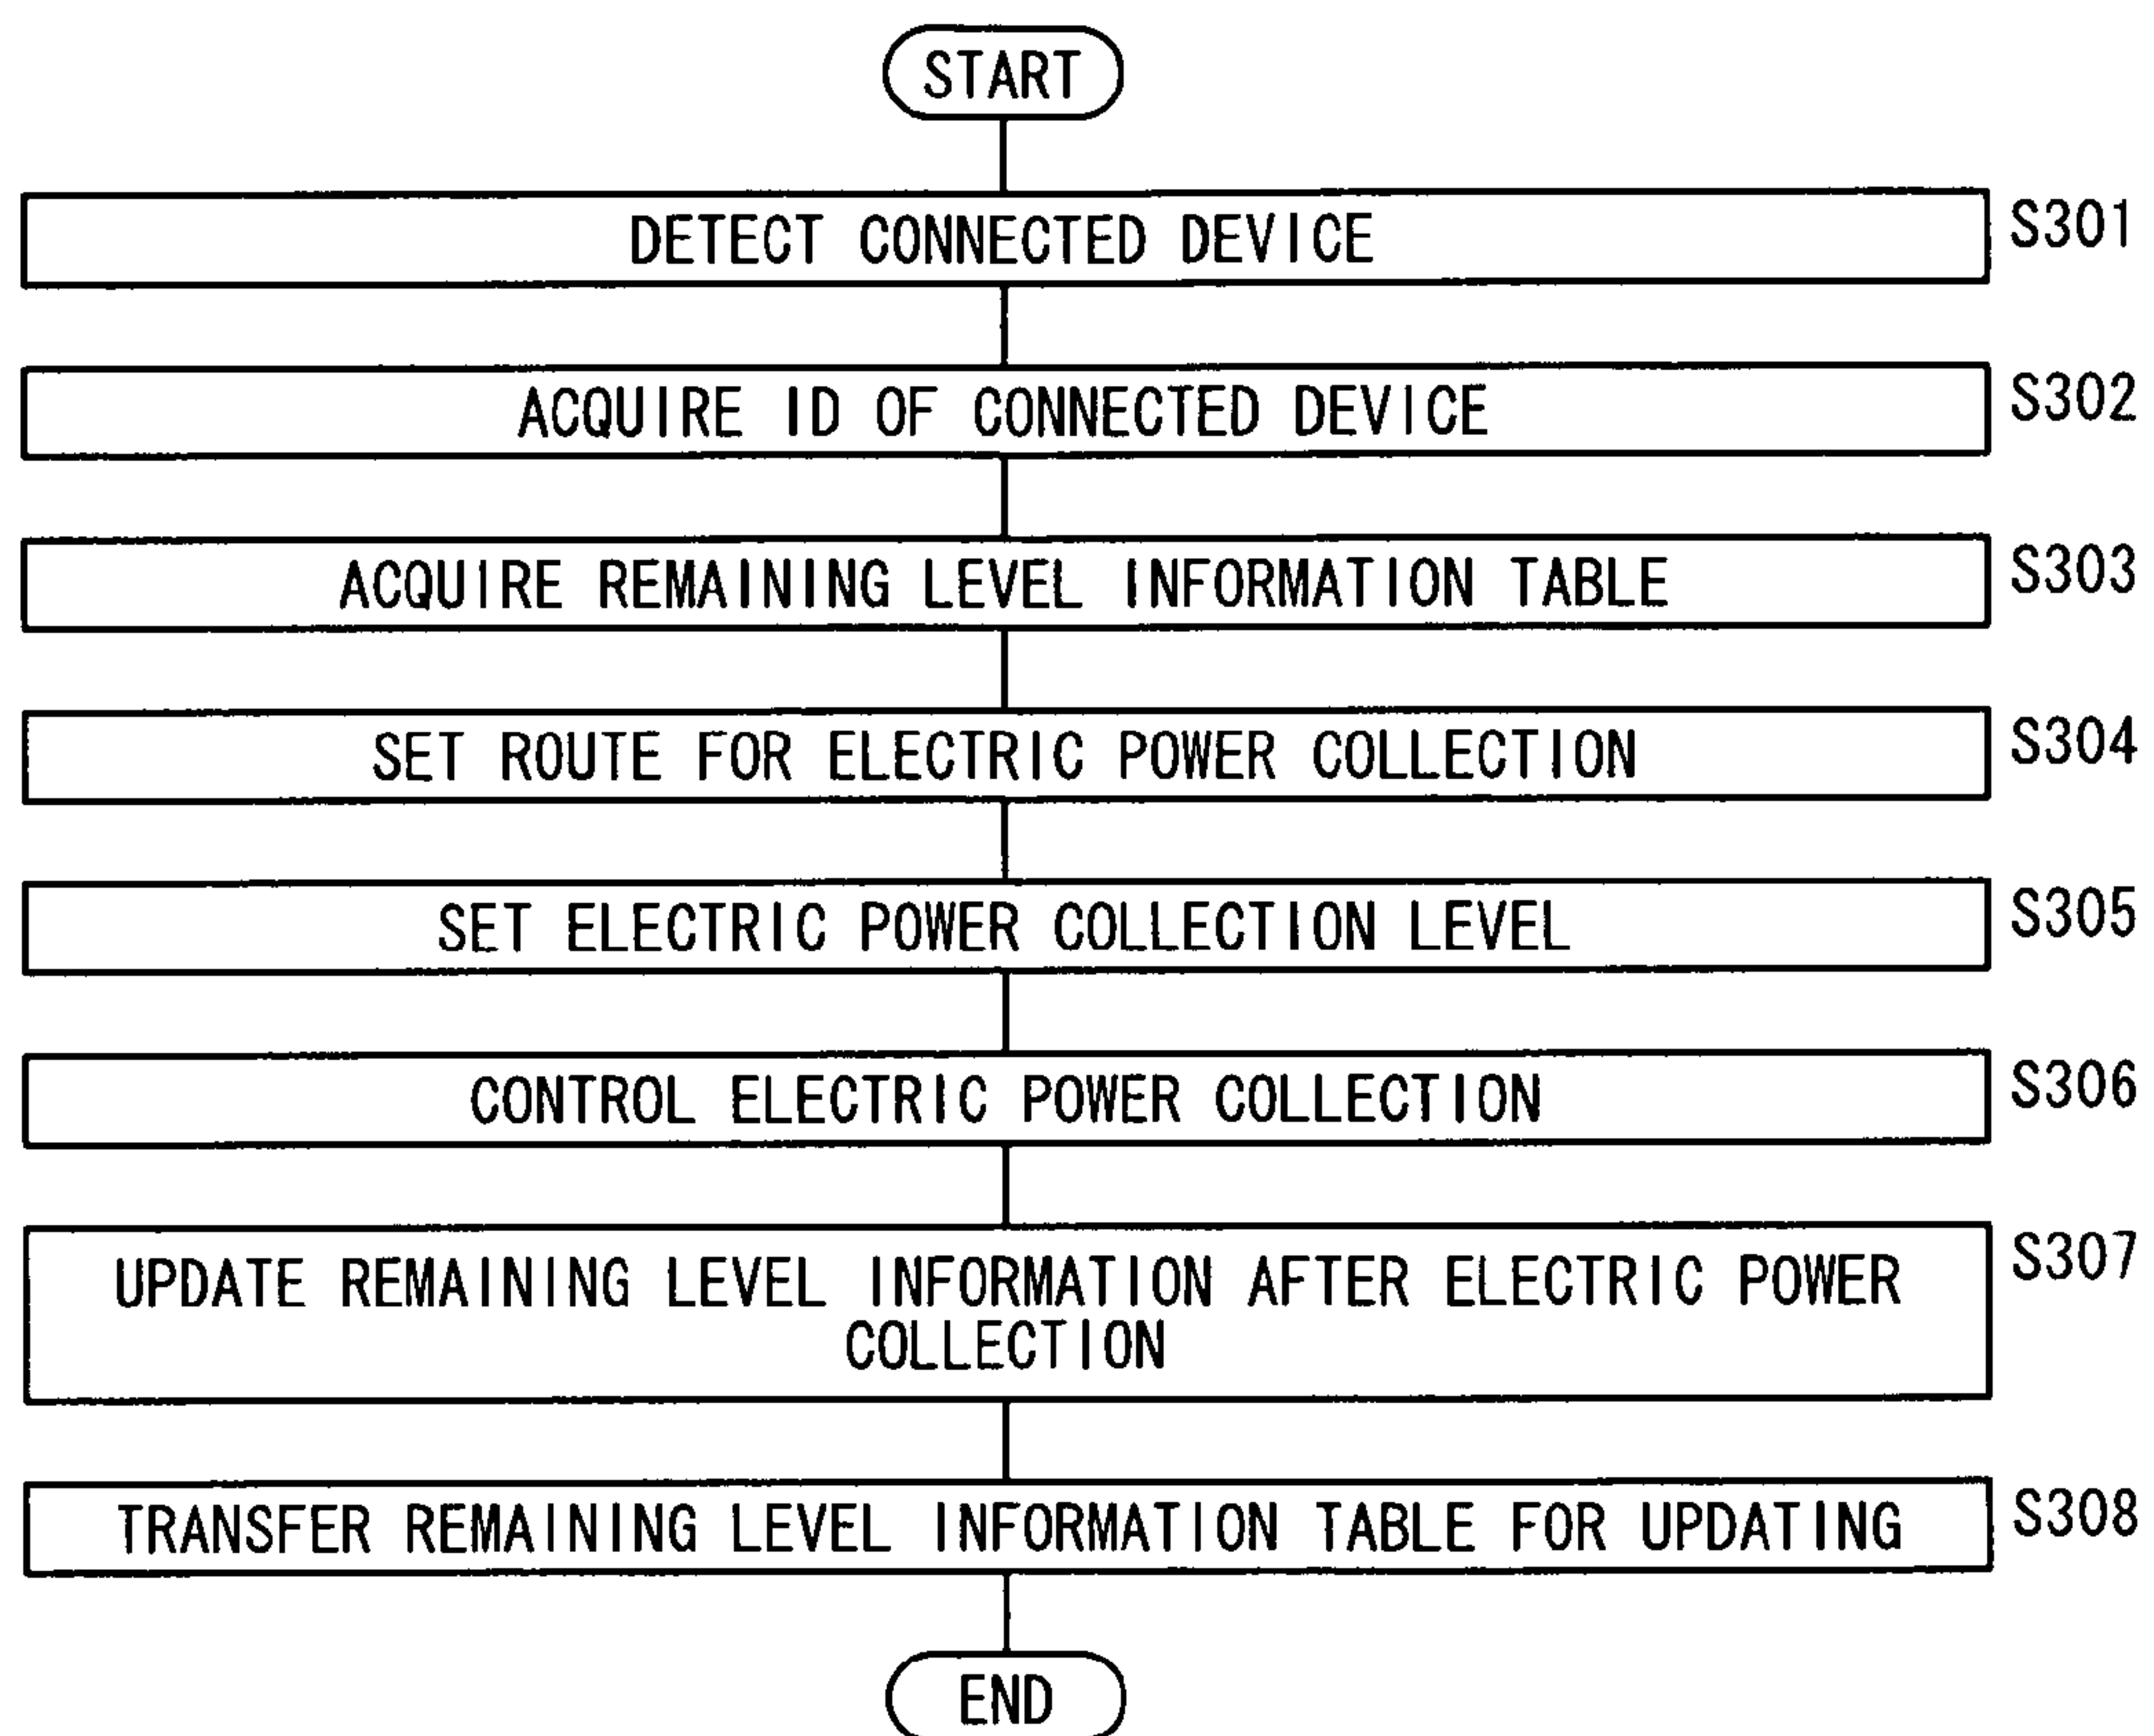 START
DETECT CONNECTED DEVICE
S301
ACQUIRE ID OF CONNECTED DEVICE
S302
ACQUIRE REMAINING LEVEL INFORMATION TABLE
S303
SET ROUTE FOR ELECTRIC POWER COLLECTION
S304
SET ELECTRIC POWER COLLECTION LEVEL
S305
CONTROL ELECTRIC POWER COLLECTION
S306
UPDATE REMAINING LEVEL INFORMATION AFTER ELECTRIC POWER
COLLECTION
S307
TRANSFER REMAINING LEVEL INFORMATION TABLE FOR UPDATING
S308
END